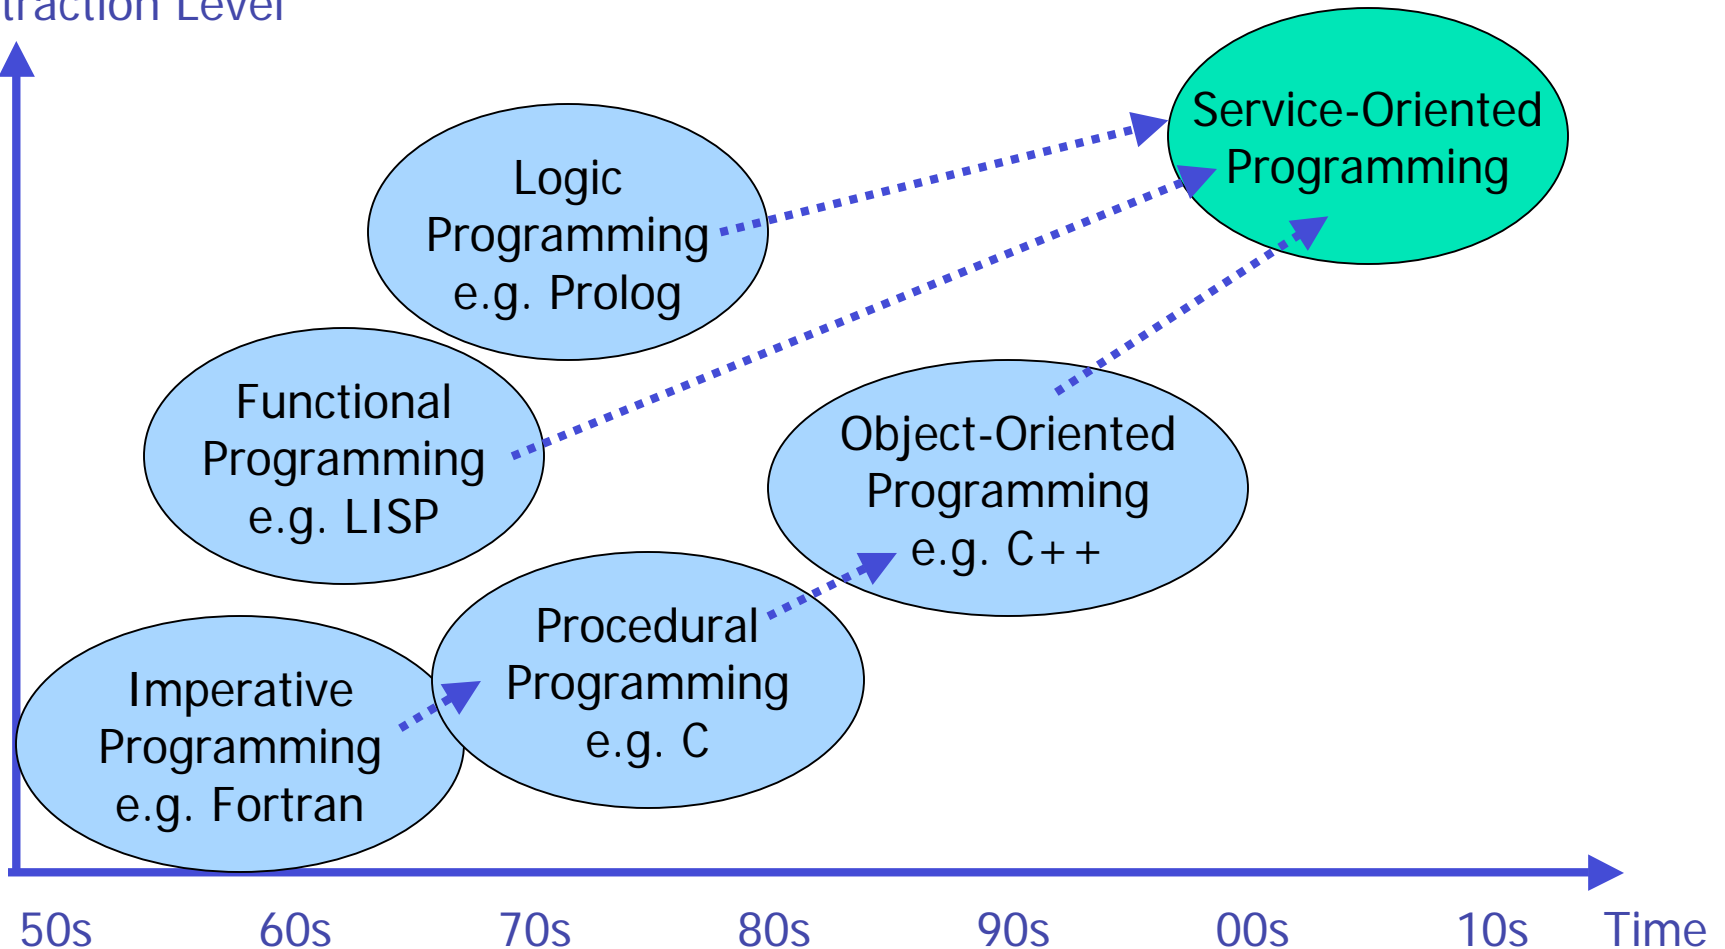 traction Level
Service-Oriented
Programming
Logic
Programming
e.g. Prolog
Functional
Programming
e.g. LISP
Object-Oriented
Programming
e.g. C++
Procedural
Programming
e.g. C
Imperative
Programming
e.g. Fortran
50s 60s 70s 80s 90s 00s 10s Time